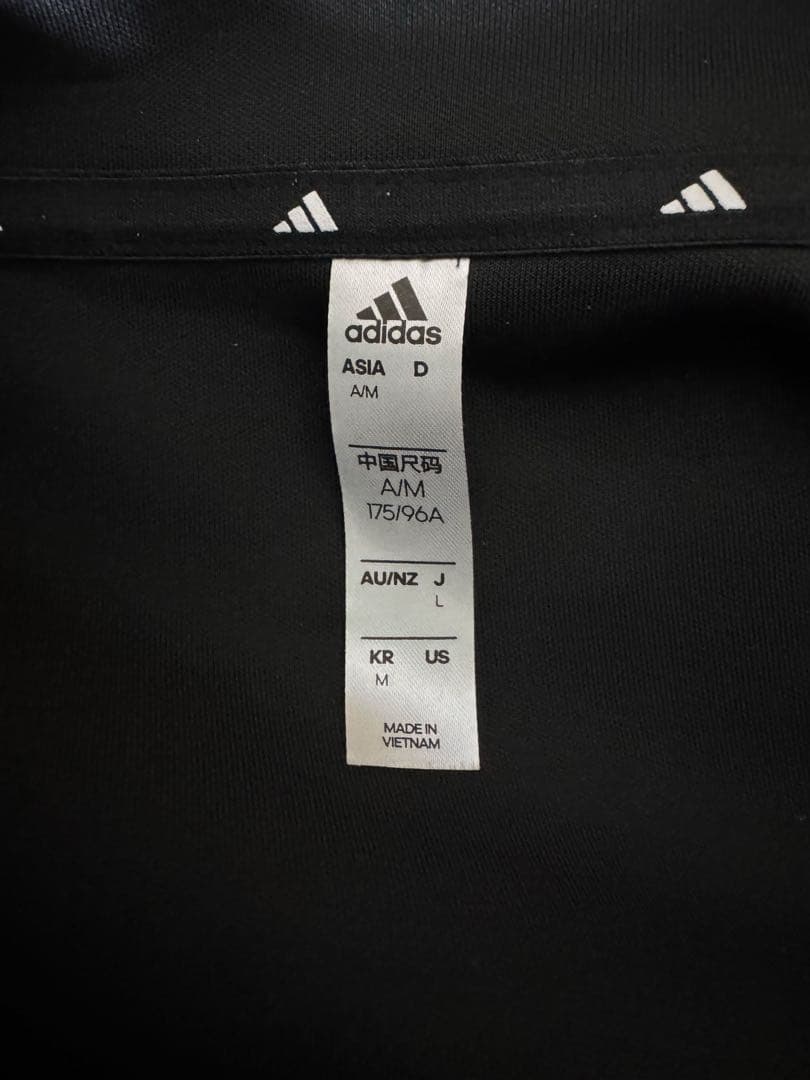 adidas
ASIA D
A/M
中国尺码
A/M
175/96A
AU/NZ J
L
KR US
M
MADE IN
VIETNAM